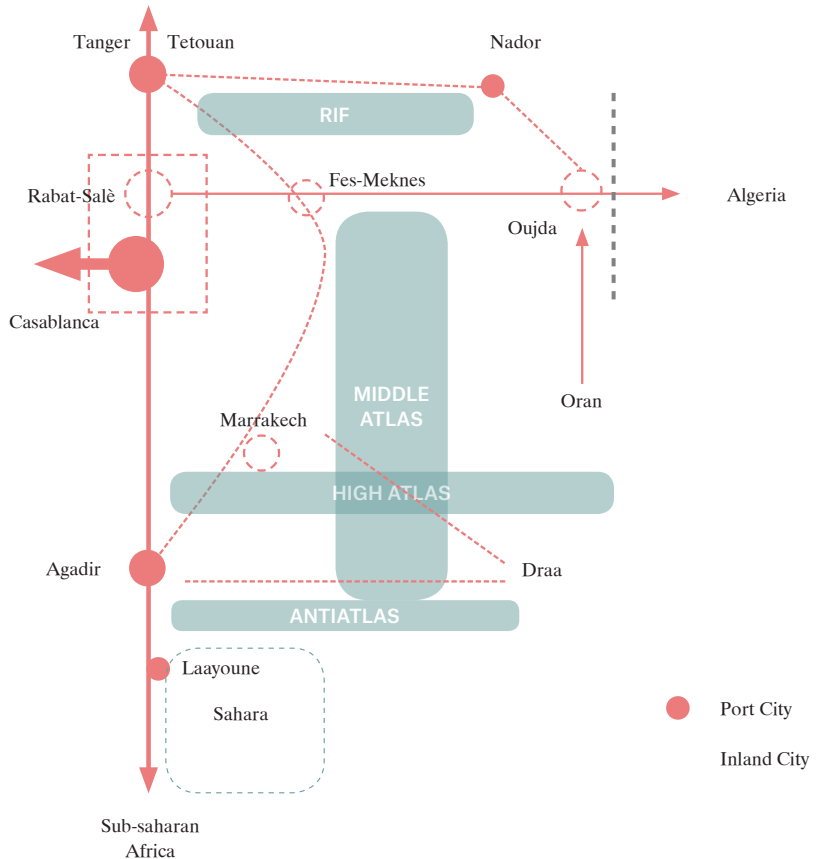 Tanger
Tetouan
Nador
RIF
Fes-Meknes
Rabat-Salè
Algeria
Oujda
Casablanca
MIDDLE
ATLAS
Oran
Marrakech
HIGH ATLAS
Agadir
Draa
ANTIATLAS
Laayoune
Sahara
Port City
Inland City
Sub-saharan
Africa